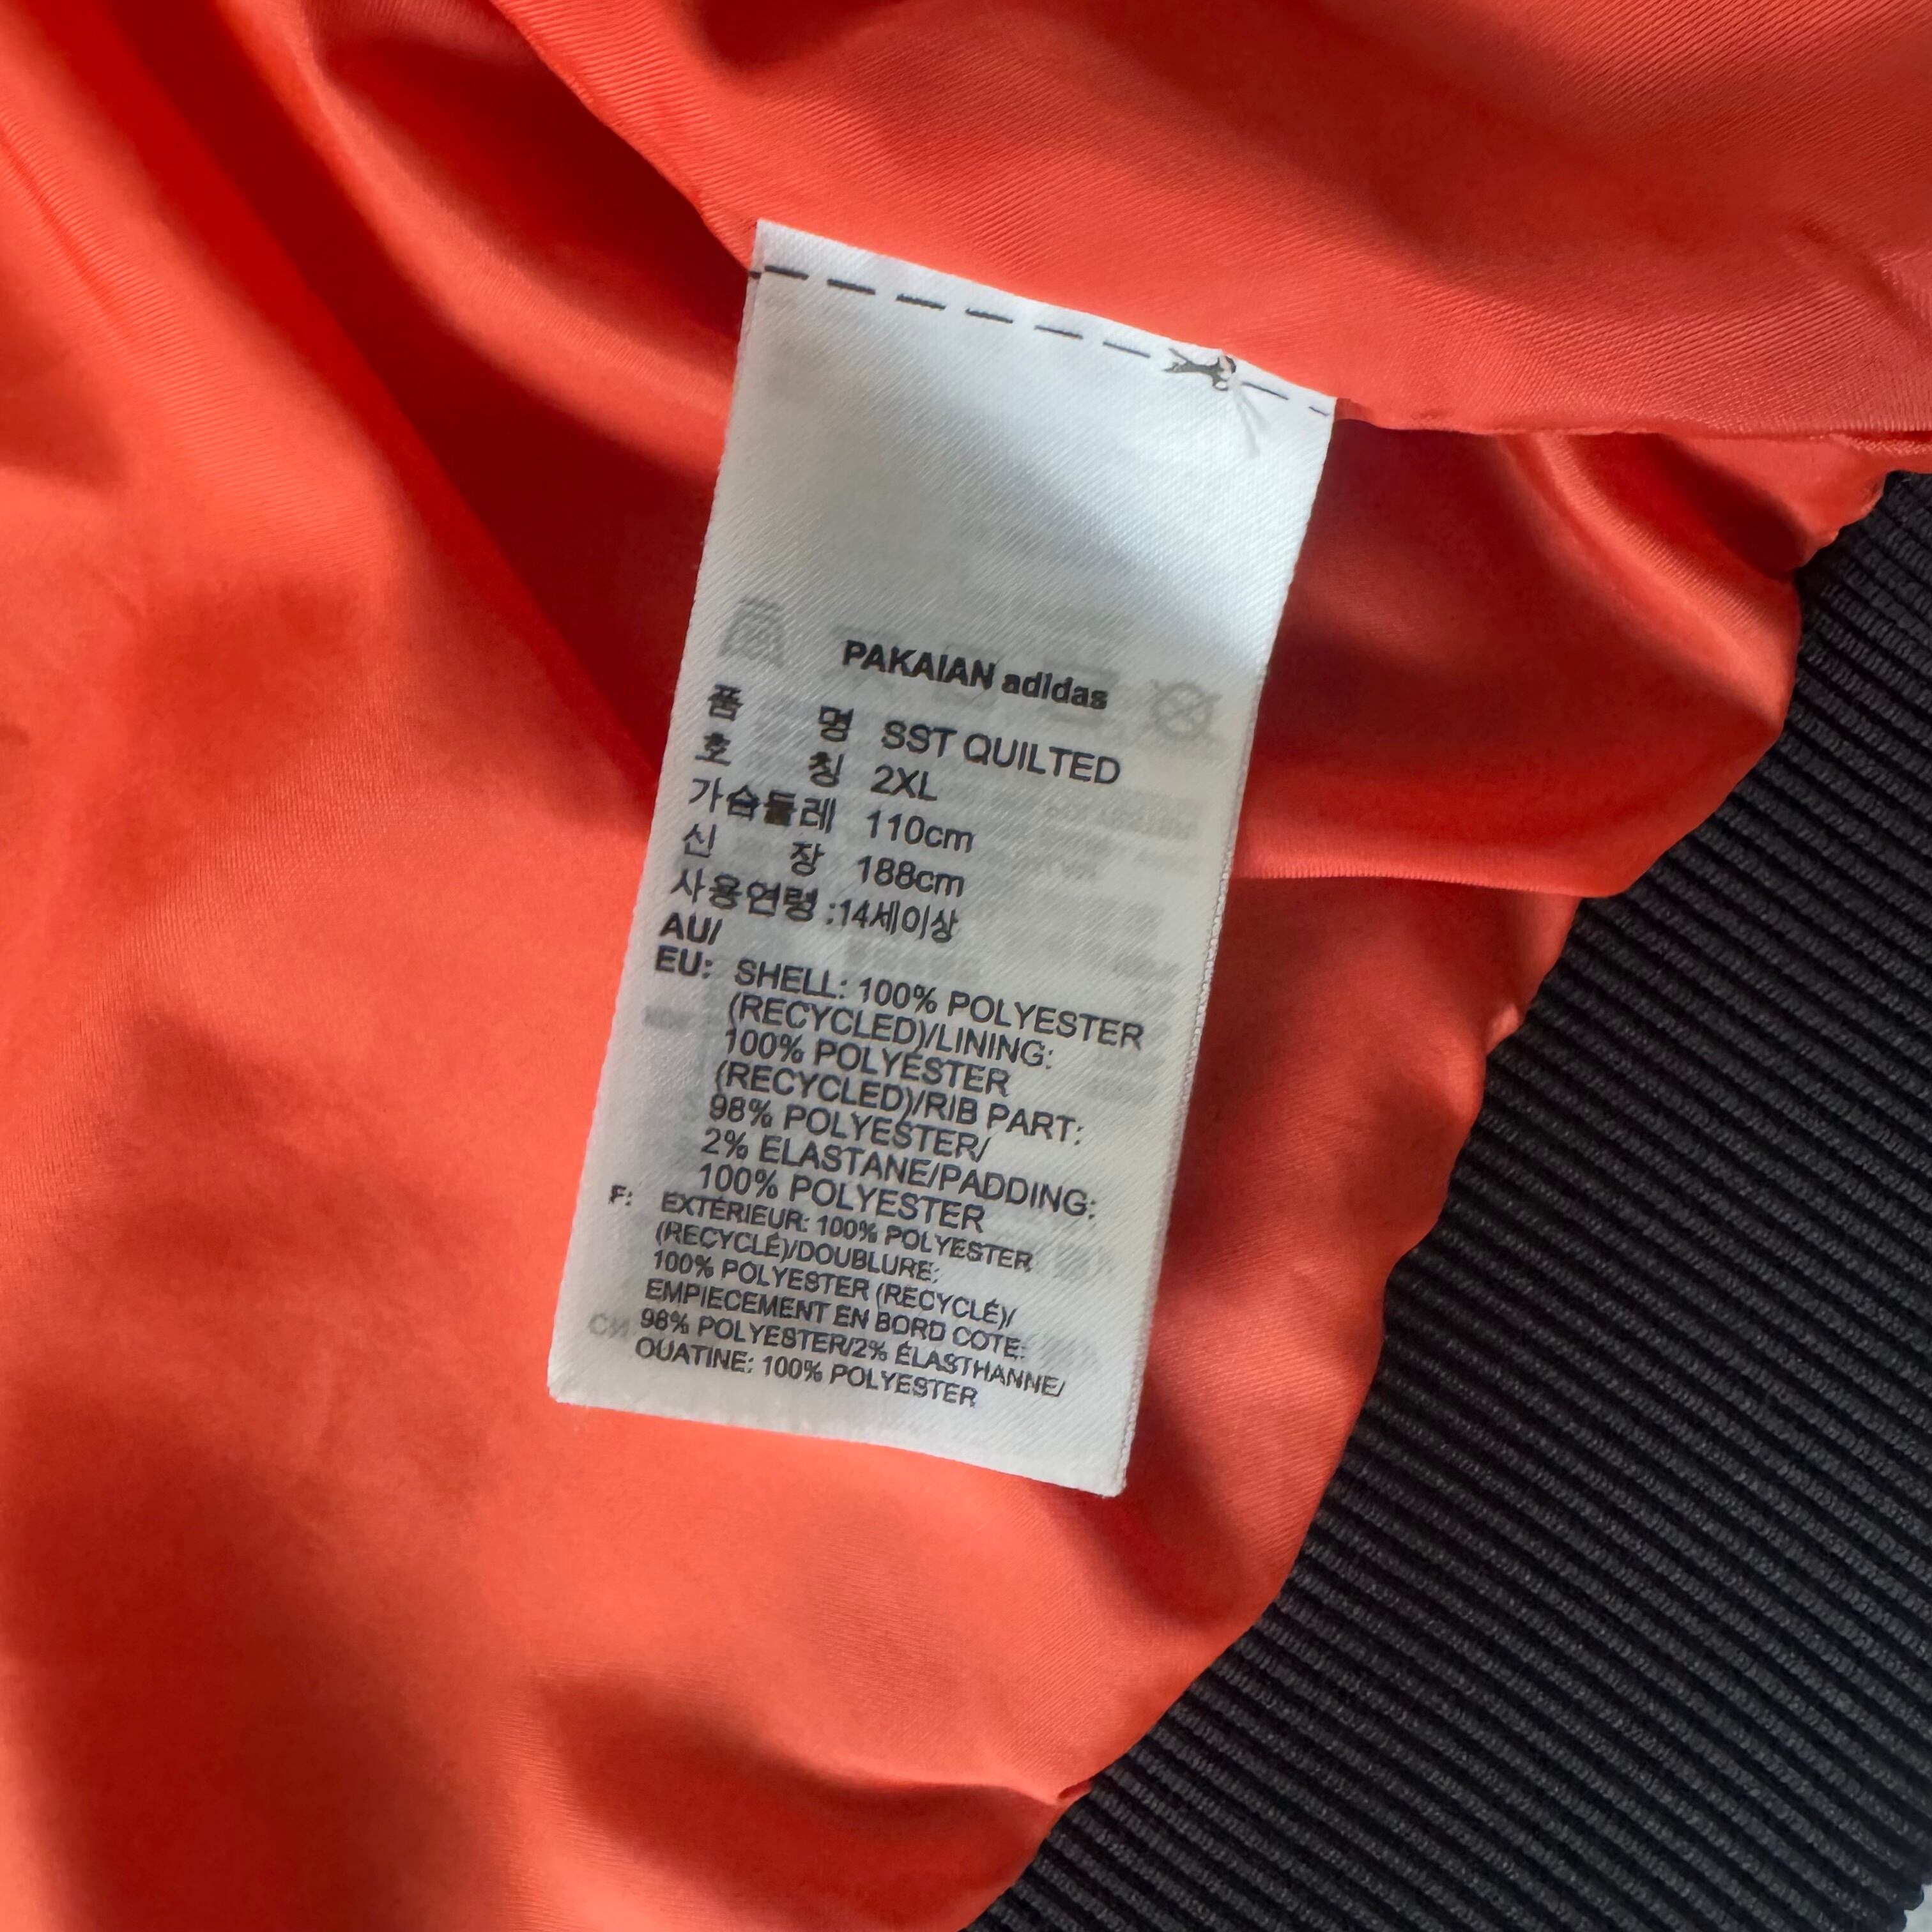 PAKAIAN adidas
품 명 SST QUILTED
호 칭 2XL
가슴둘레 110cm
신 장 188cm
사용연령 :14세이상
AU/
EU: SHELL: 100% POLYESTER
(RECYCLED)/LINING:
100% POLYESTER
(RECYCLED)/RIB PART:
98% POLYESTER/
2% ELASTANE/PADDING:
100% POLYESTER
F: EXTÉRIEUR: 100% POLYESTER
(RECYCLÉ)/DOUBLURE:
100% POLYESTER (RECYCLÉ)/
EMPIECEMENT EN BORD COTE:
98% POLYESTER/2% ÉLASTHANNE/
OUATINE: 100% POLYESTER